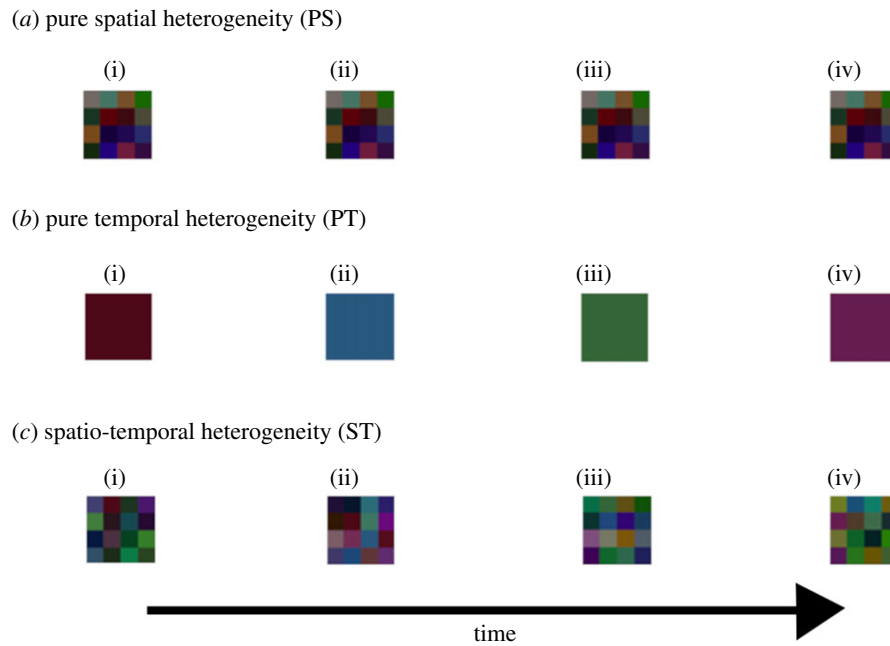 (a) pure spatial heterogeneity (PS)
(i) (ii) (iii) (iv)
(b) pure temporal heterogeneity (PT)
(i) (ii) (iii) (iv)
(c) spatio-temporal heterogeneity (ST)
(i) (ii) (iii) (iv)
time